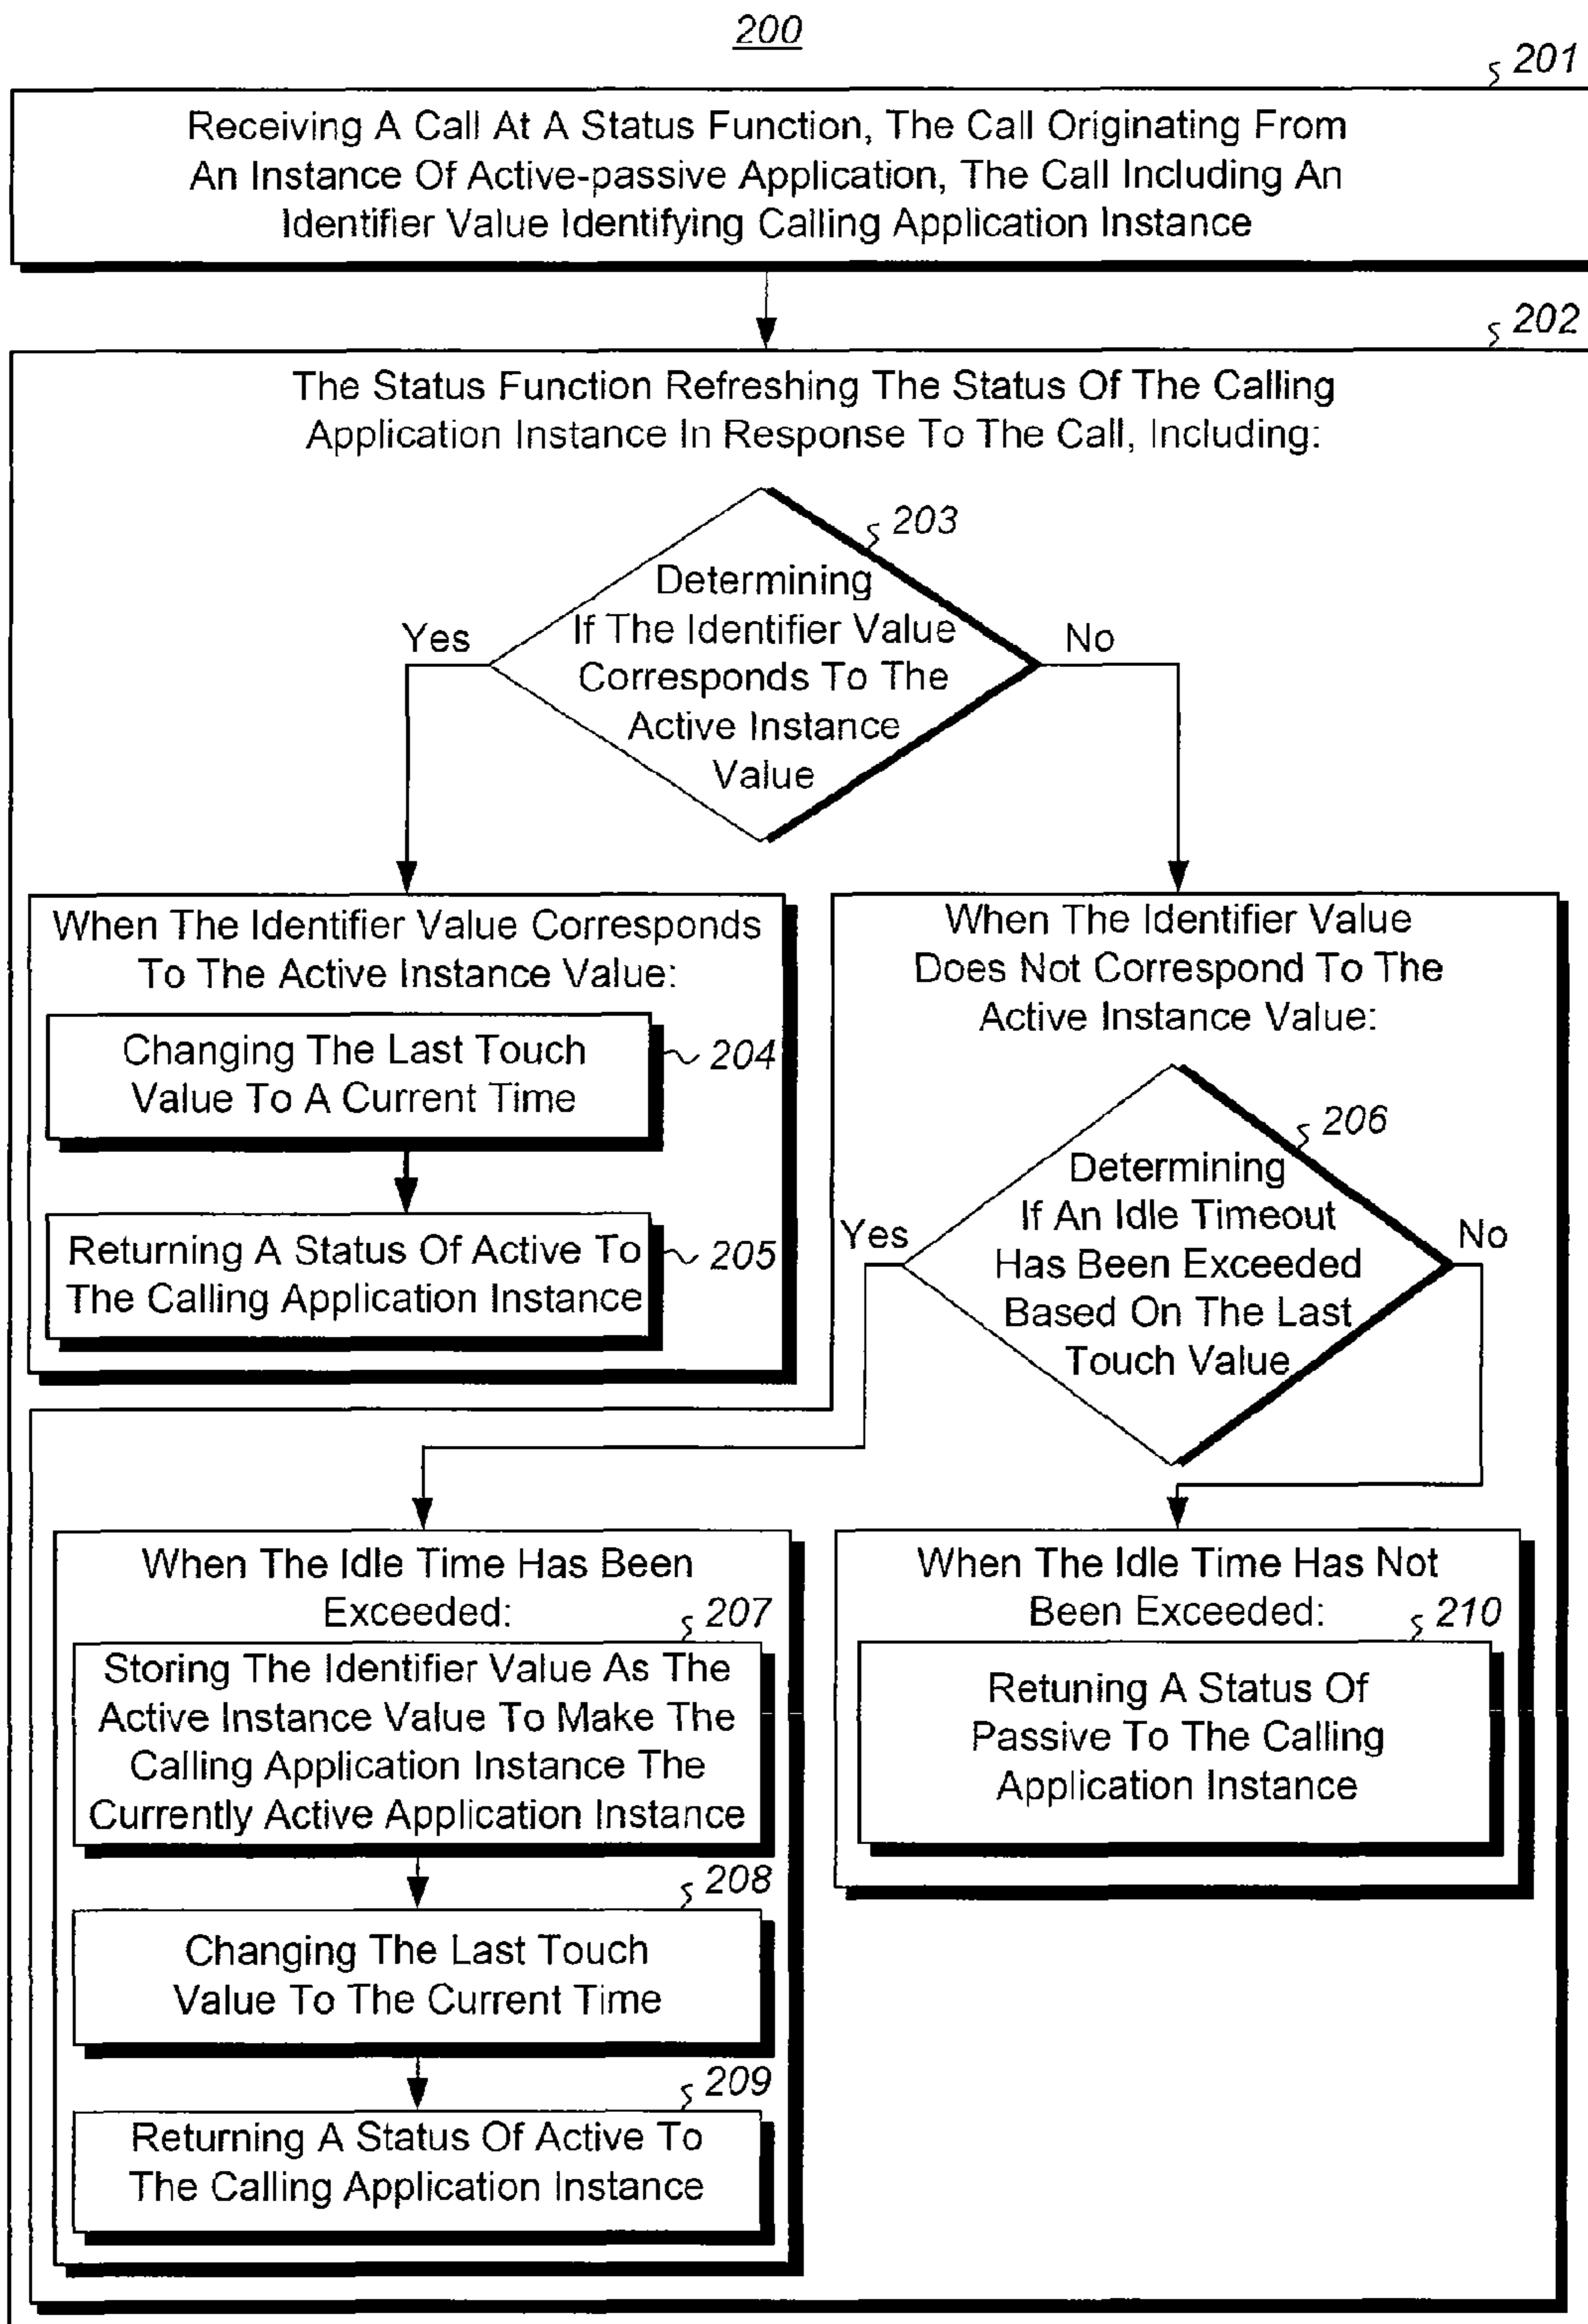 200
201
Receiving A Call At A Status Function, The Call Originating From
An Instance Of Active-passive Application, The Call Including An
Identifier Value Identifying Calling Application Instance
202
The Status Function Refreshing The Status Of The Calling
Application Instance In Response To The Call, Including:
203
Determining
If The Identifier Value
Corresponds To The
Active Instance
Value
Yes
No
When The Identifier Value Corresponds
To The Active Instance Value:
Changing The Last Touch
Value To A Current Time
204
Returning A Status Of Active To
The Calling Application Instance
205
When The Identifier Value
Does Not Correspond To The
Active Instance Value:
206
Determining
If An Idle Timeout
Has Been Exceeded
Based On The Last
Touch Value
Yes
No
When The Idle Time Has Been
Exceeded:
207
Storing The Identifier Value As The
Active Instance Value To Make The
Calling Application Instance The
Currently Active Application Instance
208
Changing The Last Touch
Value To The Current Time
209
Returning A Status Of Active To
The Calling Application Instance
When The Idle Time Has Not
Been Exceeded:
210
Retuning A Status Of
Passive To The Calling
Application Instance